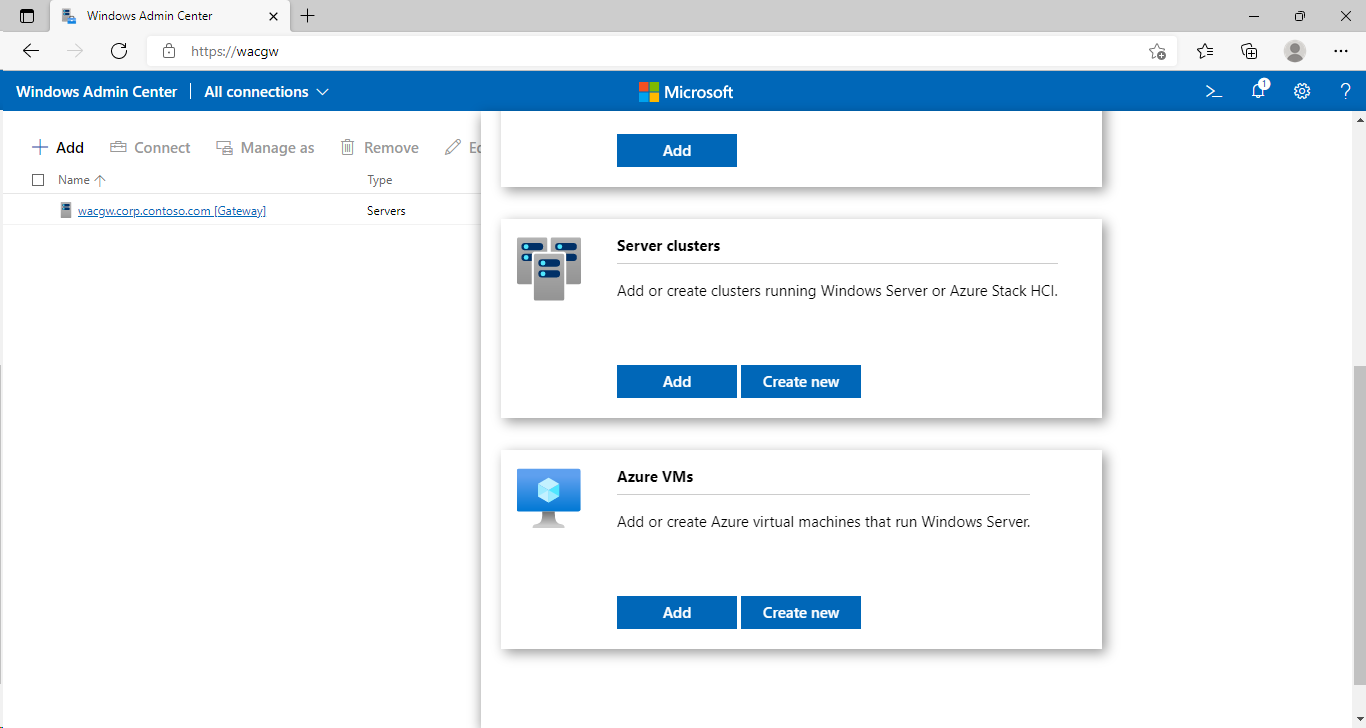 Windows Admin Center
https://wacgw
Windows Admin Center | All connections
Microsoft
1
Add Connect Manage as Remove
Name Type
wacgw.corp.contoso.com [Gateway] Servers
Add
Server clusters
Add or create clusters running Windows Server or Azure Stack HCI.
Add Create new
Azure VMs
Add or create Azure virtual machines that run Windows Server.
Add Create new